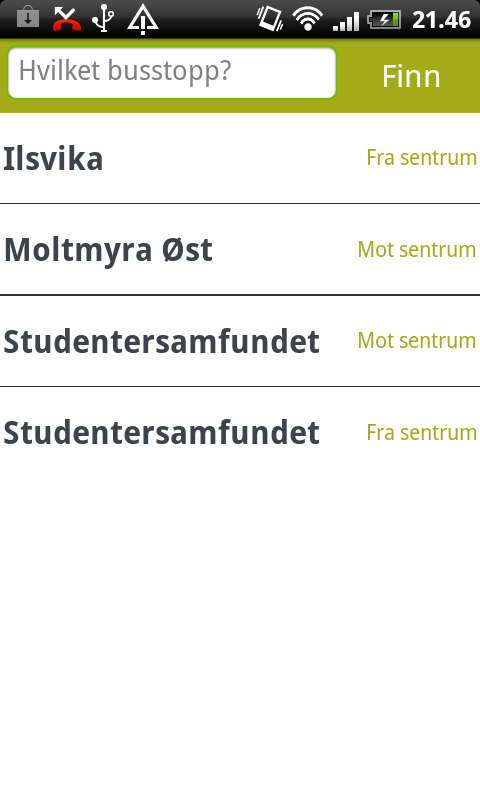 21.46
Hvilket busstopp?
Finn
Ilsvika
Fra sentrum
Moltmyra Øst
Mot sentrum
Studentersamfundet
Mot sentrum
Studentersamfundet
Fra sentrum